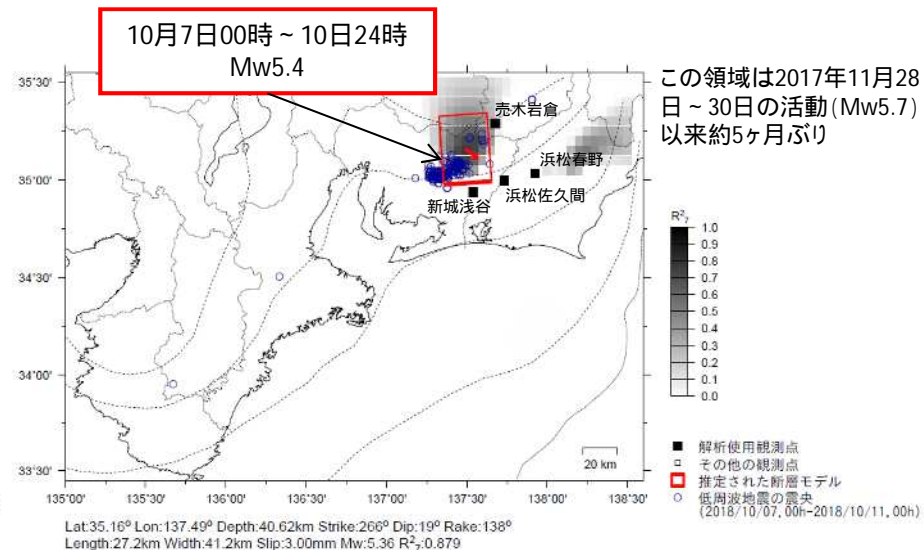 10月7日00時～10日24時
Mw5.4
この領域は2017年11月28
日～30日の活動(Mw5.7)
以来約5ヶ月ぶり
35°30'
35°00'
34°30'
34°00'
33°30'
売木岩倉
浜松春野
浜松佐久間
新城浅谷
R²₇
1.0
0.9
0.8
0.7
0.6
0.5
0.4
0.3
0.2
0.1
0.0
20 km
135°00'
135°30'
136°00'
136°30'
137°00'
137°30'
138°00'
138°30'
■ 解析使用観測点
□ その他の観測点
推定された断層モデル
○ 低周波地震の震央
(2018/10/07,00h-2018/10/11,00h)
Lat:35.16° Lon:137.49° Depth:40.62km Strike:266° Dip:19° Rake:138°
Length:27.2km Width:41.2km Slip:3.00mm Mw:5.36 R²₇:0.879